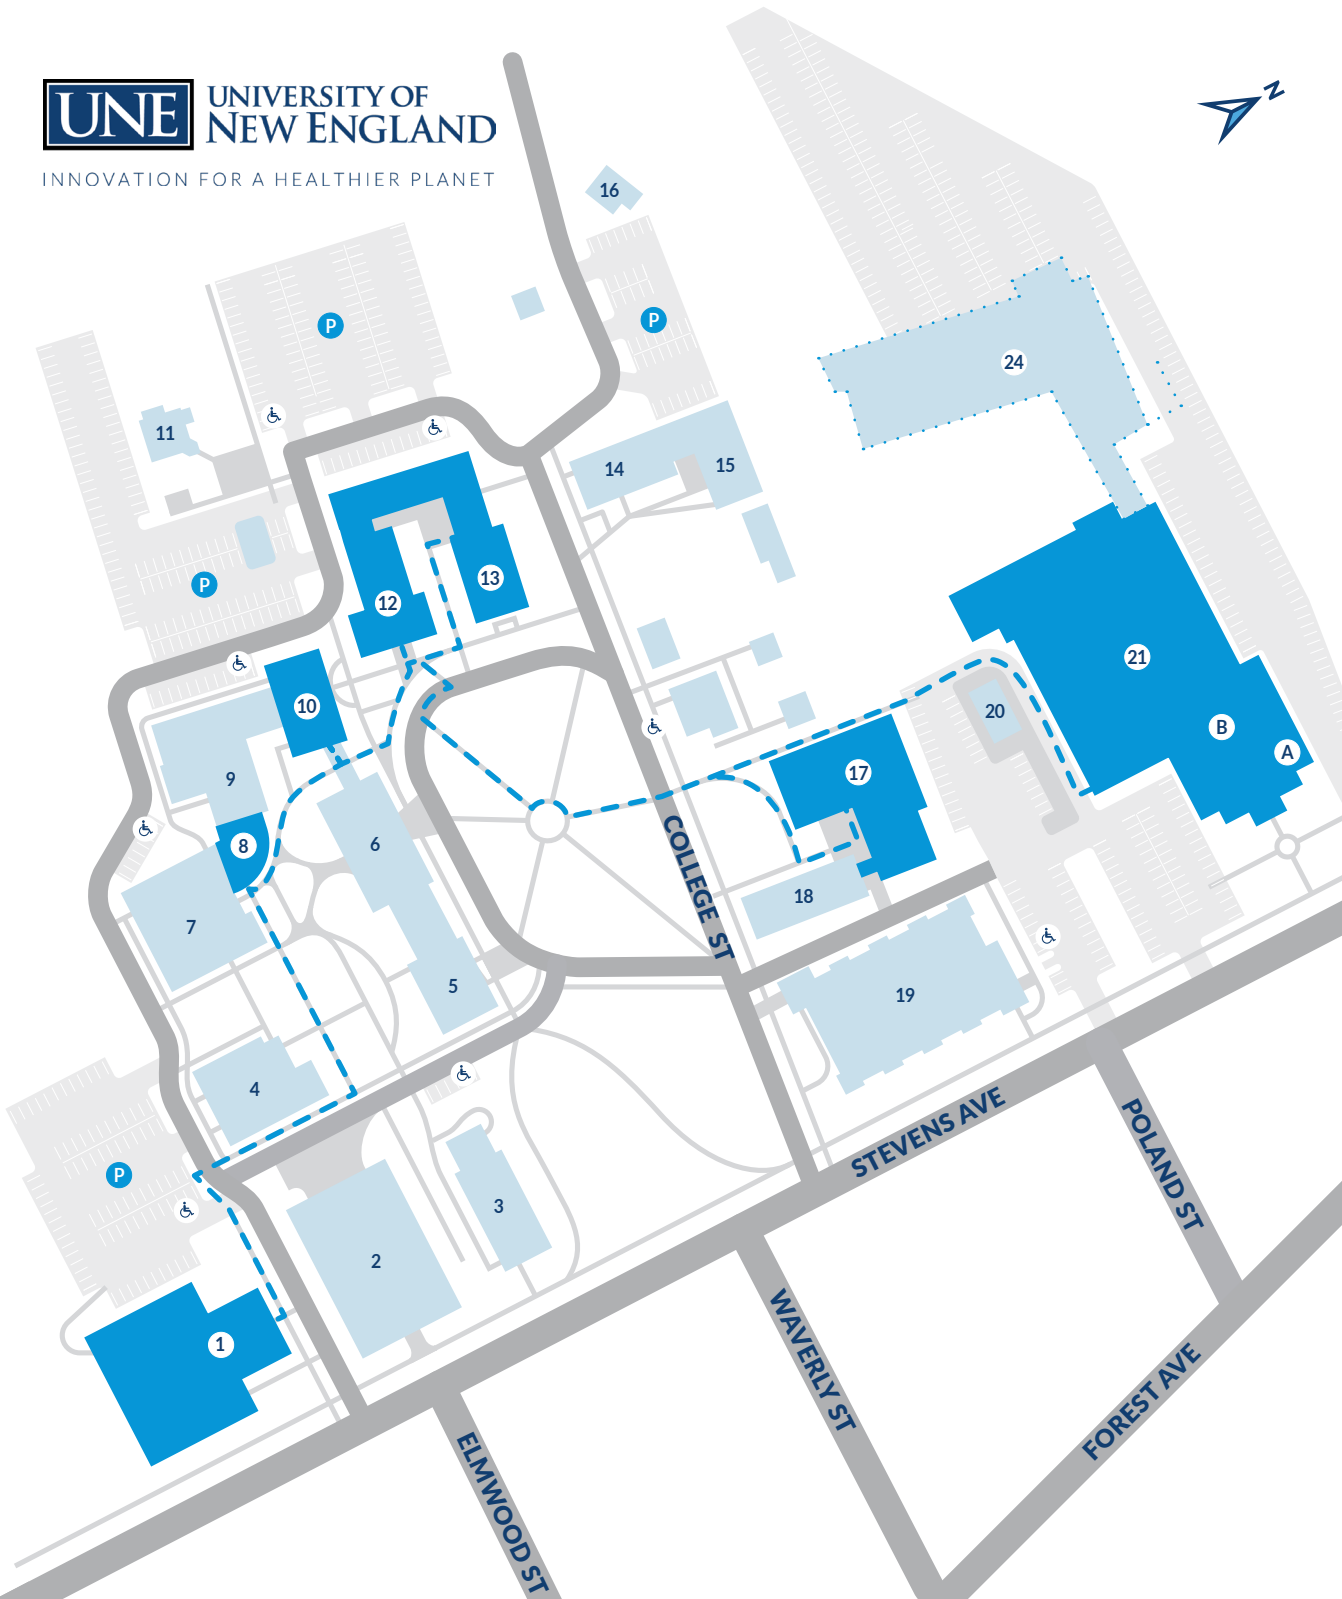 UNE
UNIVERSITY OF
NEW ENGLAND
INNOVATION FOR A HEALTHIER PLANET
N
16
P
P
24
11
14
15
P
13
12
21
10
20
B
A
9
17
8
6
COLLEGE ST
18
7
5
19
4
STEVENS AVE
POLAND ST
P
3
2
1
WAVERLY ST
FOREST AVE
ELMWOOD ST